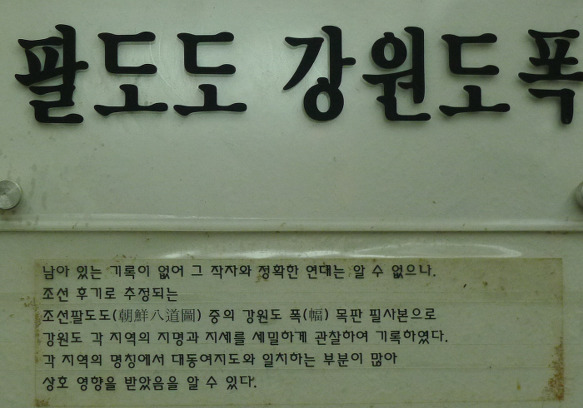 팔도도 강원도폭
남아 있는 기록이 없어 그 작자와 정확한 연대는 알 수 없으나.
조선 후기로 추정되는
조선팔도도(朝鮮八道圖) 중의 강원도 폭(幅) 목판 필사본으로
강원도 각 지역의 지명과 지세를 세밀하게 관찰하여 기록하였다.
각 지역의 명칭에서 대동여지도와 일치하는 부분이 많아
상호 영향을 받았음을 알 수 있다.